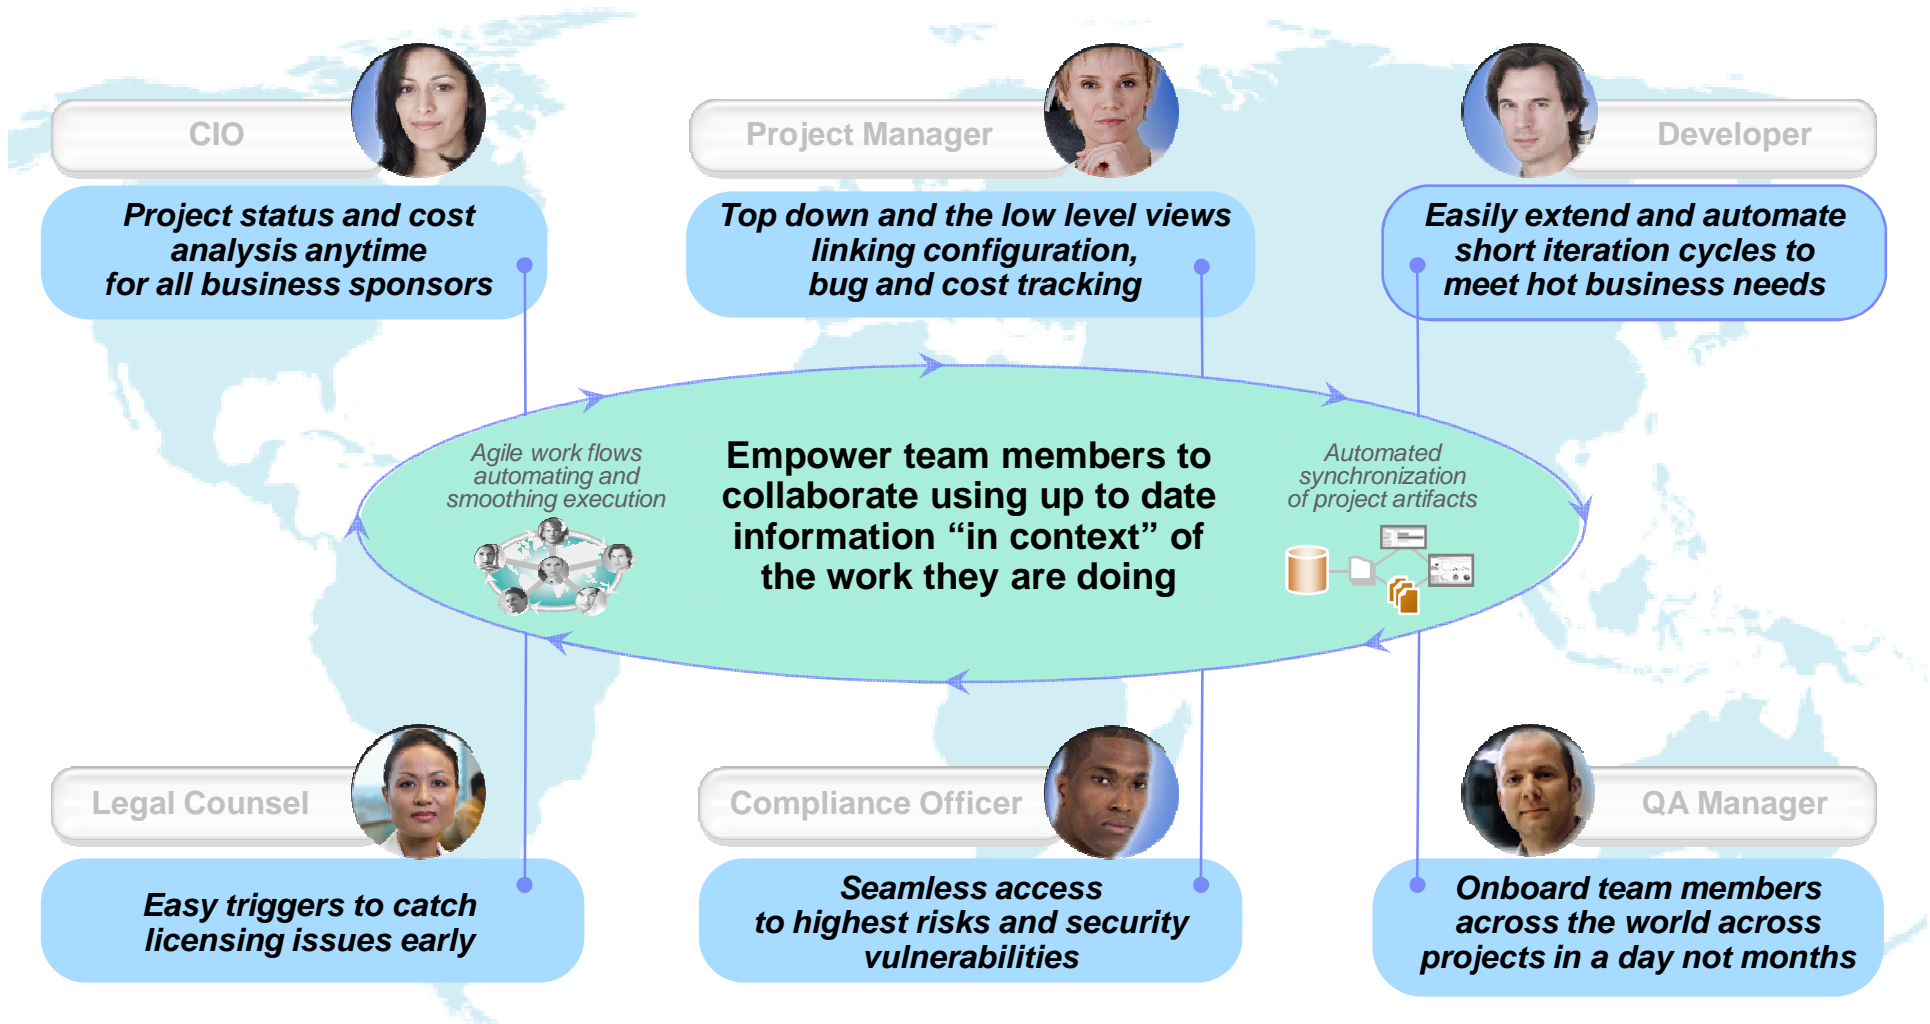 CIO
Project status and cost
analysis anytime
for all business sponsors
Project Manager
Top down and the low level views
linking configuration,
bug and cost tracking
Developer
Easily extend and automate
short iteration cycles to
meet hot business needs
Agile work flows
automating and
smoothing execution
Empower team members to
collaborate using up to date
information “in context” of
the work they are doing
Automated
synchronization
of project artifacts
Legal Counsel
Easy triggers to catch
licensing issues early
Compliance Officer
Seamless access
to highest risks and security
vulnerabilities
QA Manager
Onboard team members
across the world across
projects in a day not months